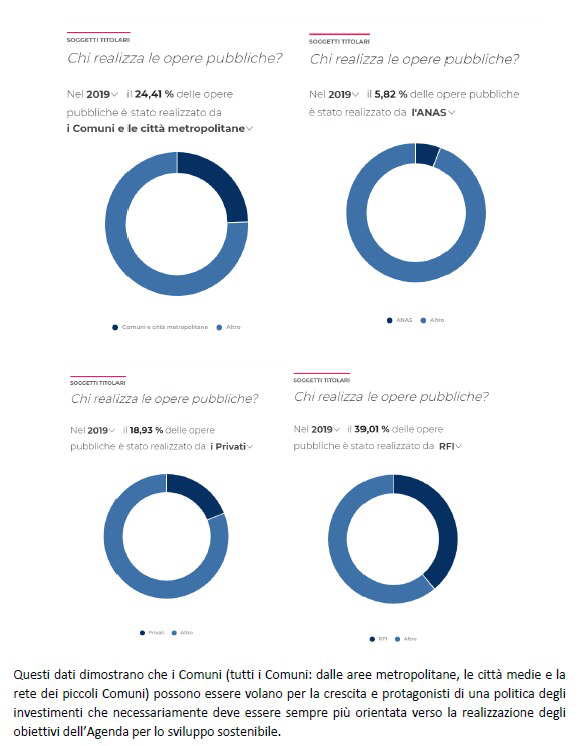 SOGGETTI TITOLARI
Chi realizza le opere pubbliche?
Nel 2019 il 24,41 % delle opere
pubbliche è stato realizzato da
i Comuni e le città metropolitane
Comuni e città metropolitane Altro
SOGGETTI TITOLARI
Chi realizza le opere pubbliche?
Nel 2019 il 5,82 % delle opere pubbliche
è stato realizzato da l'ANAS
ANAS Altro
SOGGETTI TITOLARI
Chi realizza le opere pubbliche?
Nel 2019 il 18,93 % delle opere
pubbliche è stato realizzato da i Privati
Privati Altro
SOGGETTI TITOLARI
Chi realizza le opere pubbliche?
Nel 2019 il 39,01 % delle opere
pubbliche è stato realizzato da RFI
RFI Altro
Questi dati dimostrano che i Comuni (tutti i Comuni: dalle aree metropolitane, le città medie e la
rete dei piccoli Comuni) possono essere volano per la crescita e protagonisti di una politica degli
investimenti che necessariamente deve essere sempre più orientata verso la realizzazione degli
obiettivi dell'Agenda per lo sviluppo sostenibile.